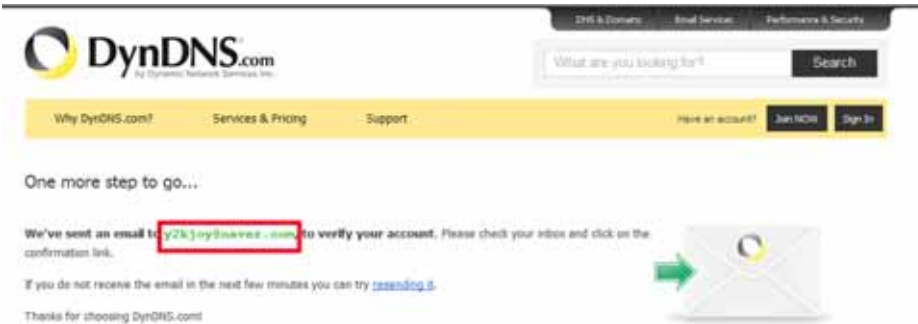 DNS & Domains Email Services Performance & Security
DynDNS.com
by Dynamic Network Services Inc.
What are you looking for? Search
Why DynDNS.com? Services & Pricing Support Have an account? Join NOW Sign In
One more step to go...
We've sent an email to y2kjoy@naver.com, to verify your account. Please check your inbox and click on the
confirmation link.
If you do not receive the email in the next few minutes you can try resending it.
Thanks for choosing DynDNS.com!